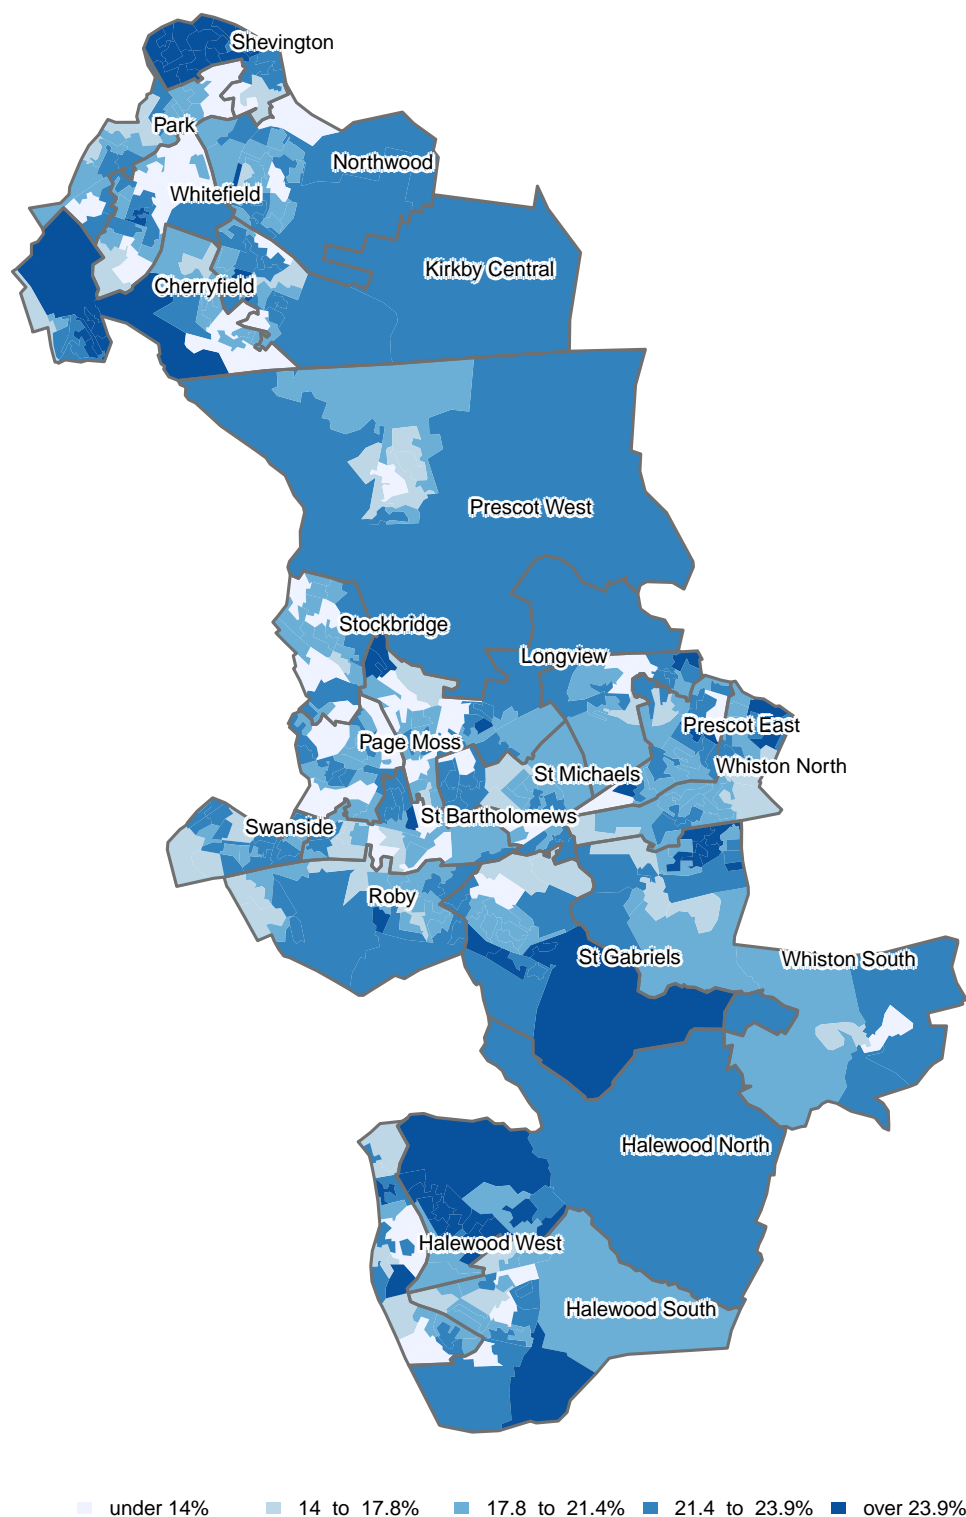 Shevington
Park
Northwood
Whitefield
Kirkby Central
Cherryfield
Prescot West
Stockbridge
Longview
Prescot East
Page Moss
Whiston North
St Michaels
St Bartholomews
Swanside
Roby
St Gabriels
Whiston South
Halewood North
Halewood West
Halewood South
under 14%
14 to 17.8%
17.8 to 21.4%
21.4 to 23.9%
over 23.9%